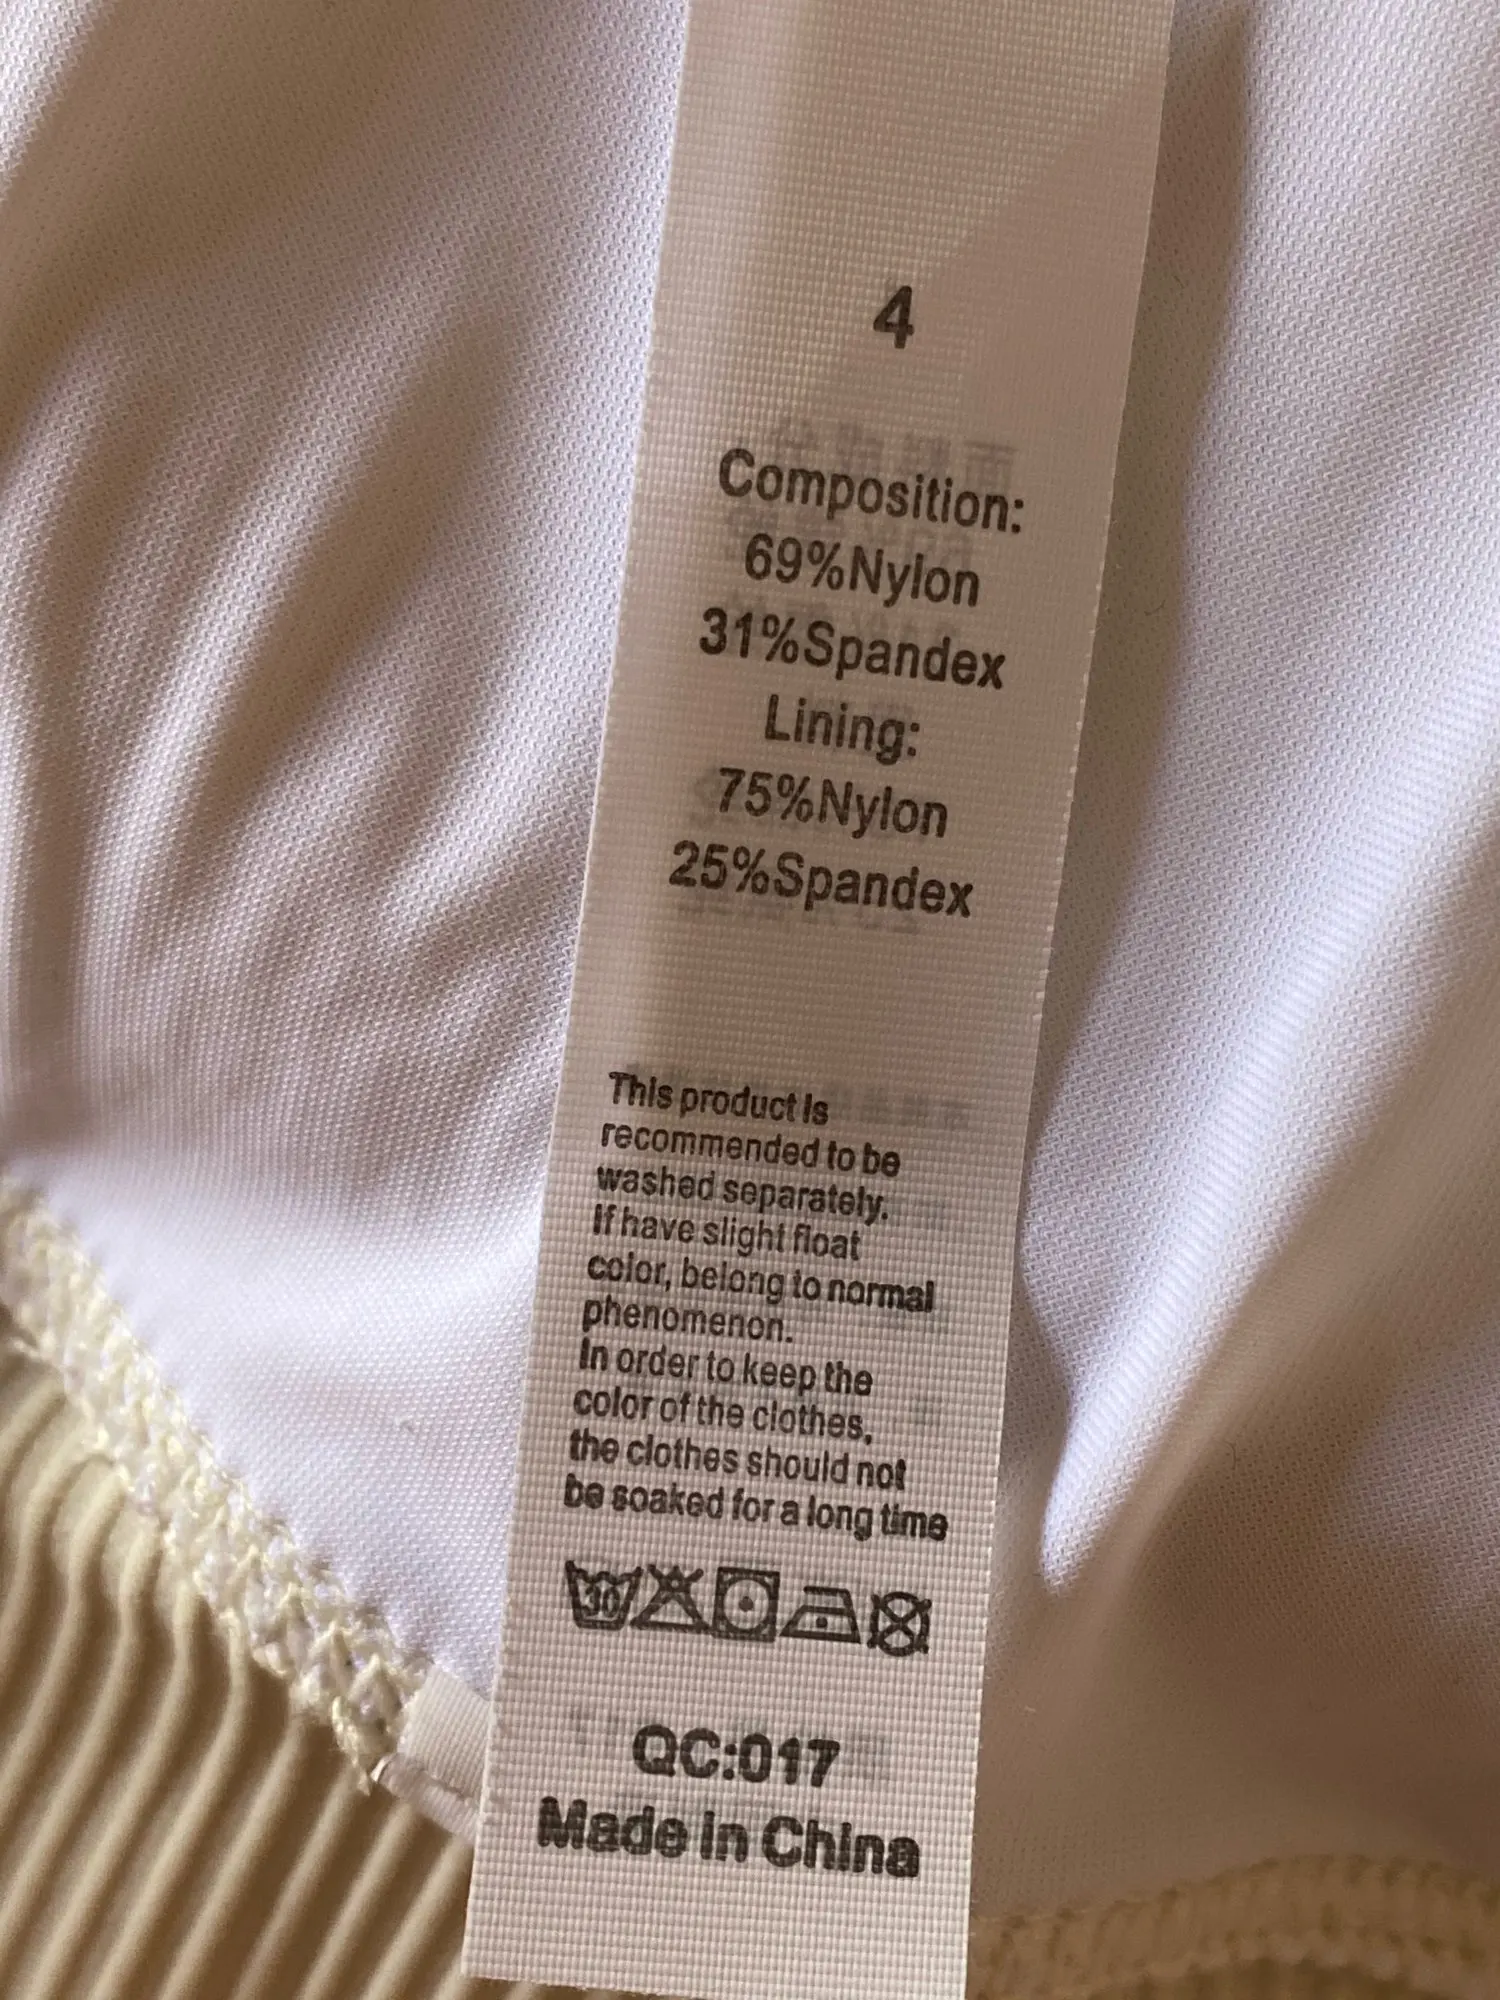 4
Composition:
69%Nylon
31%Spandex
Lining:
75%Nylon
25%Spandex
This product is
recommended to be
washed separately.
If have slight float
color, belong to normal
phenomenon.
In order to keep the
color of the clothes,
the clothes should not
be soaked for a long time
30
QC:017
Made in China